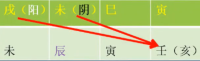 戌（阳） 未（阴） 巳 寅
未 辰 寅 壬（亥）